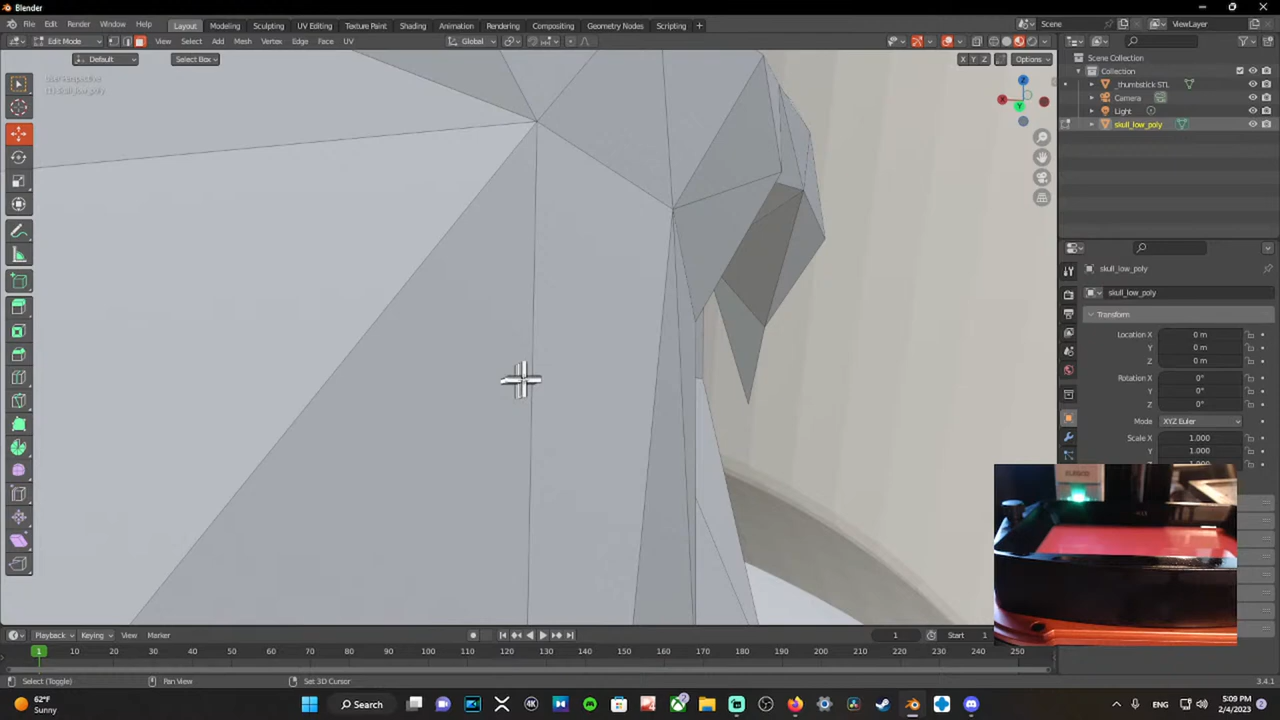 Blender
File Edit Render Window Help Layout Modeling Sculpting UV Editing Texture Paint Shading Animation Rendering Compositing Geometry Nodes Scripting + Scene ViewLayer
Edit Mode View Select Add Mesh Vertex Edge Face UV Global
Default Select Box X Y Z Options
(1) skull_low_poly
Scene Collection
Collection
_thumbstick STL
Camera
Light
skull_low_poly
skull_low_poly
skull_low_poly
Transform
Location X 0 m
Y 0 m
Z 0 m
Rotation X 0°
Y 0°
Z 0°
Mode XYZ Euler
Scale X 1.000
Y 1.000
Playback Keying View Marker 1 Start 1
1 10 20 30 40 50 60 70 80 90 100 110 120 130 140 150 160 170 180 190 200 210 220 230 240 250
Select (Toggle) Pan View Set 3D Cursor 3.4.1
62°F
Sunny
Search
ENG
5:09 PM
2/4/2023